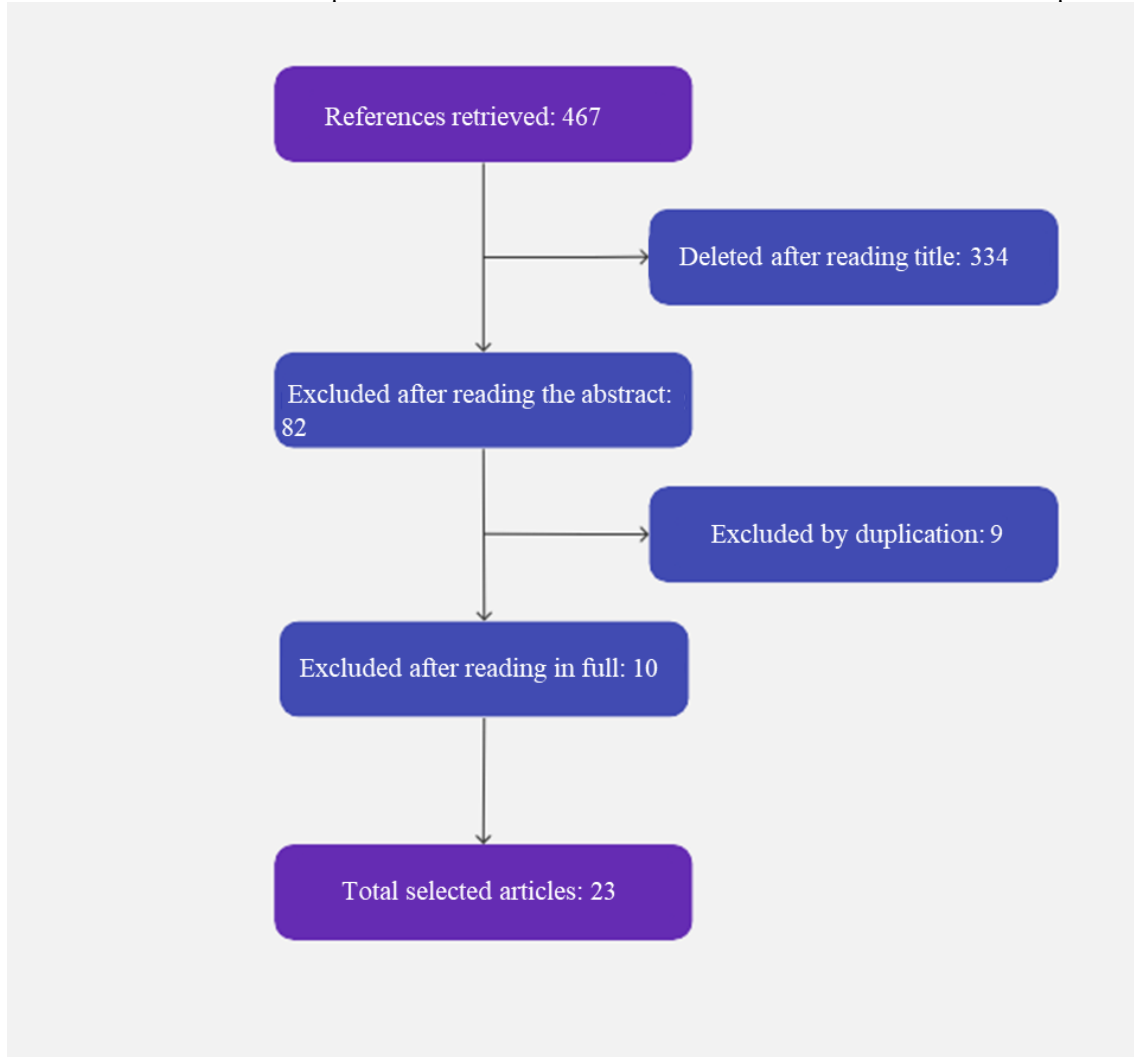 References retrieved: 467
Deleted after reading title: 334
Excluded after reading the abstract:
82
Excluded by duplication: 9
Excluded after reading in full: 10
Total selected articles: 23